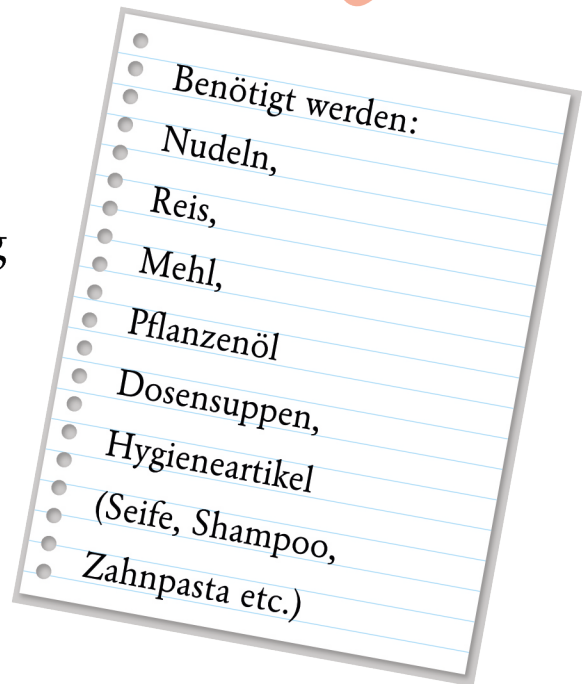 Benötigt werden:
Nudeln,
Reis,
Mehl,
Pflanzenöl
Dosensuppen,
Hygieneartikel
(Seife, Shampoo,
Zahnpasta etc.)